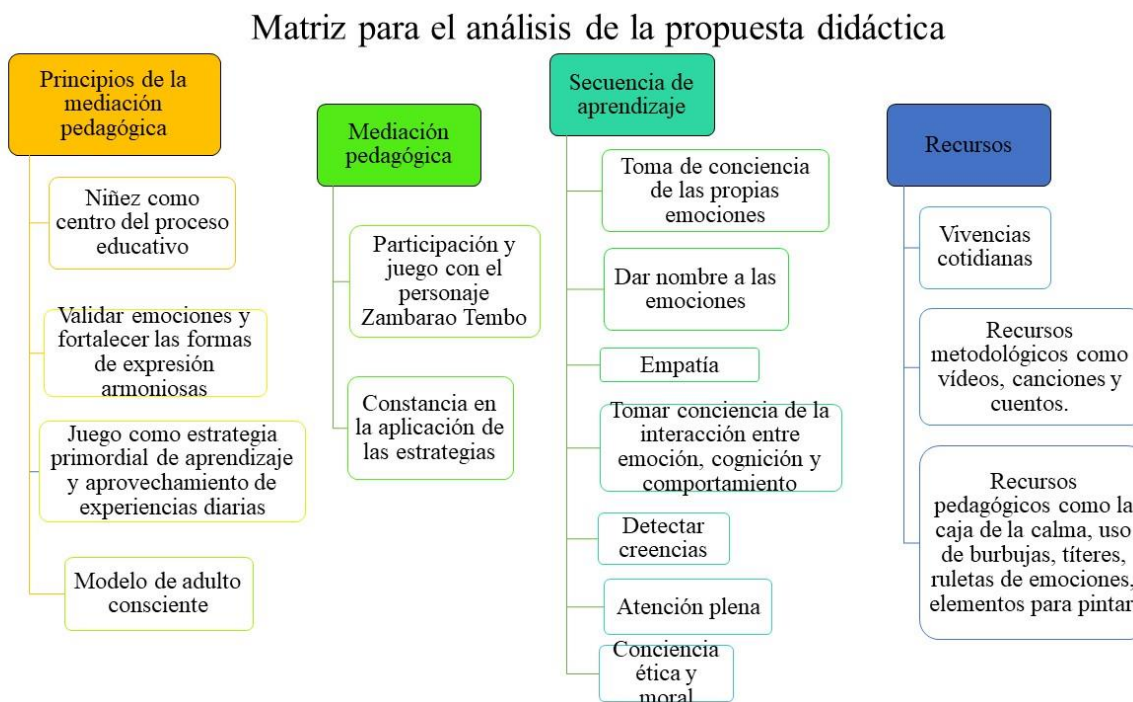 Matriz para el análisis de la propuesta didáctica
Principios de la
mediación
pedagógica
Niñez como
centro del proceso
educativo
Validar emociones y
fortalecer las formas
de expresión
armoniosas
Juego como estrategia
primordial de aprendizaje
y aprovechamiento de
experiencias diarias
Modelo de adulto
consciente
Mediación
pedagógica
Participación y
juego con el
personaje
Zambarao Tembo
Constancia en
la aplicación de
las estrategias
Secuencia de
aprendizaje
Toma de conciencia
de las propias
emociones
Dar nombre a las
emociones
Empatía
Tomar conciencia de la
interacción entre
emoción, cognición y
comportamiento
Detectar
creencias
Atención plena
Conciencia
ética y
moral
Recursos
Vivencias
cotidianas
Recursos
metodológicos como
vídeos, canciones y
cuentos.
Recursos
pedagógicos como la
caja de la calma, uso
de burbujas, títeres,
ruletas de emociones,
elementos para pintar